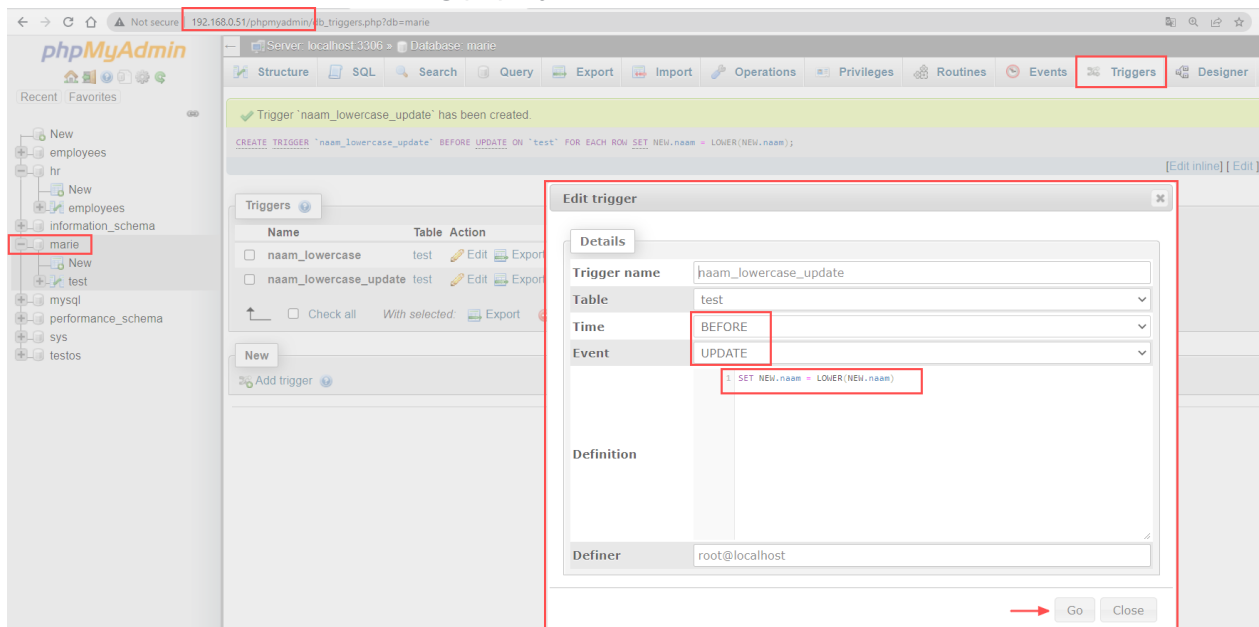 Not secure
192.168.0.51/phpmyadmin/db_triggers.php?db=marie
phpMyAdmin
Recent Favorites
New
employees
hr
New
employees
information_schema
marie
New
test
mysql
performance_schema
sys
testos
Server: localhost:3306 » Database: marie
Structure SQL Search Query Export Import Operations Privileges Routines Events Triggers Designer
Trigger `naam_lowercase_update` has been created.
CREATE TRIGGER `naam_lowercase_update` BEFORE UPDATE ON `test` FOR EACH ROW SET NEW.naam = LOWER(NEW.naam);
[Edit inline] [ Edit ]
Triggers
Name Table Action
naam_lowercase test Edit Export
naam_lowercase_update test Edit Export
Check all With selected: Export
New
Add trigger
Edit trigger
Details
Trigger name naam_lowercase_update
Table test
Time BEFORE
Event UPDATE
Definition
1 SET NEW.naam = LOWER(NEW.naam)
Definer root@localhost
Go Close